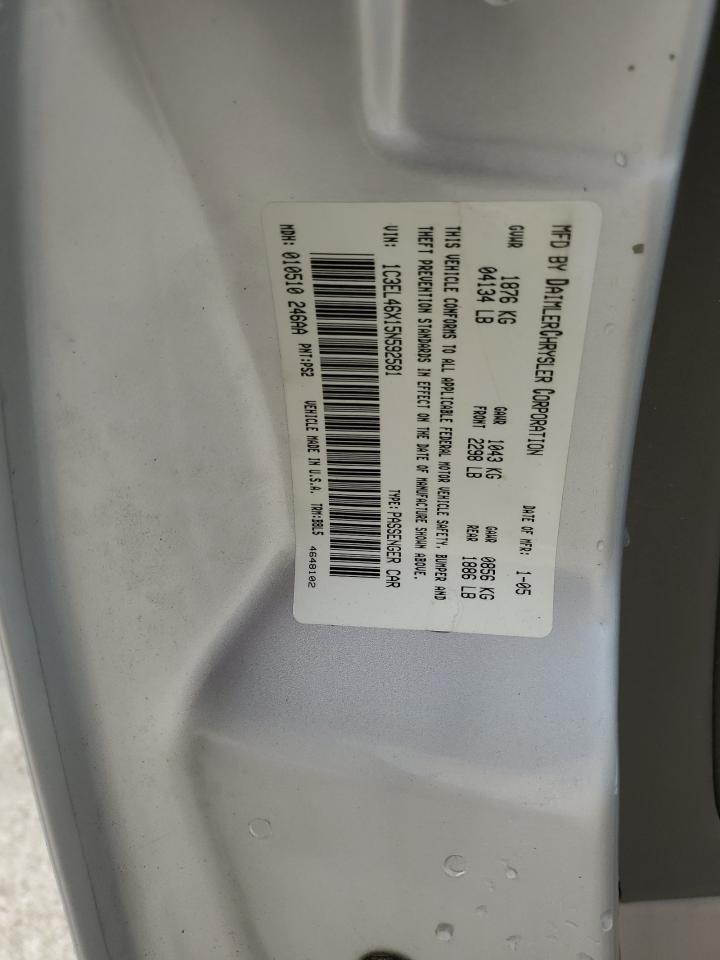 MFD BY DAIMLERCHRYSLER CORPORATION
DATE OF MFR: 1-05
GVWR 1876 KG 04134 LB
GAWR FRONT 1043 KG 2298 LB
GAWR REAR 0856 KG 1886 LB
THIS VEHICLE CONFORMS TO ALL APPLICABLE FEDERAL MOTOR VEHICLE SAFETY, BUMPER AND
THEFT PREVENTION STANDARDS IN EFFECT ON THE DATE OF MANUFACTURE SHOWN ABOVE.
VIN: 1C3EL46X15N592581 TYPE: PASSENGER CAR
MDH: 010510 246AA PNT:PS2 VEHICLE MADE IN U.S.A. TRM:BBL5 4648102